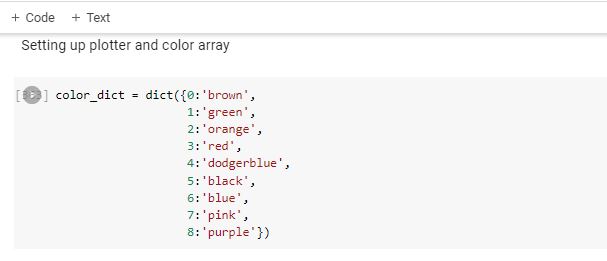 + Code + Text
Setting up plotter and color array
color_dict = dict({0:'brown',
1:'green',
2:'orange',
3:'red',
4:'dodgerblue',
5:'black',
6:'blue',
7:'pink',
8:'purple'})